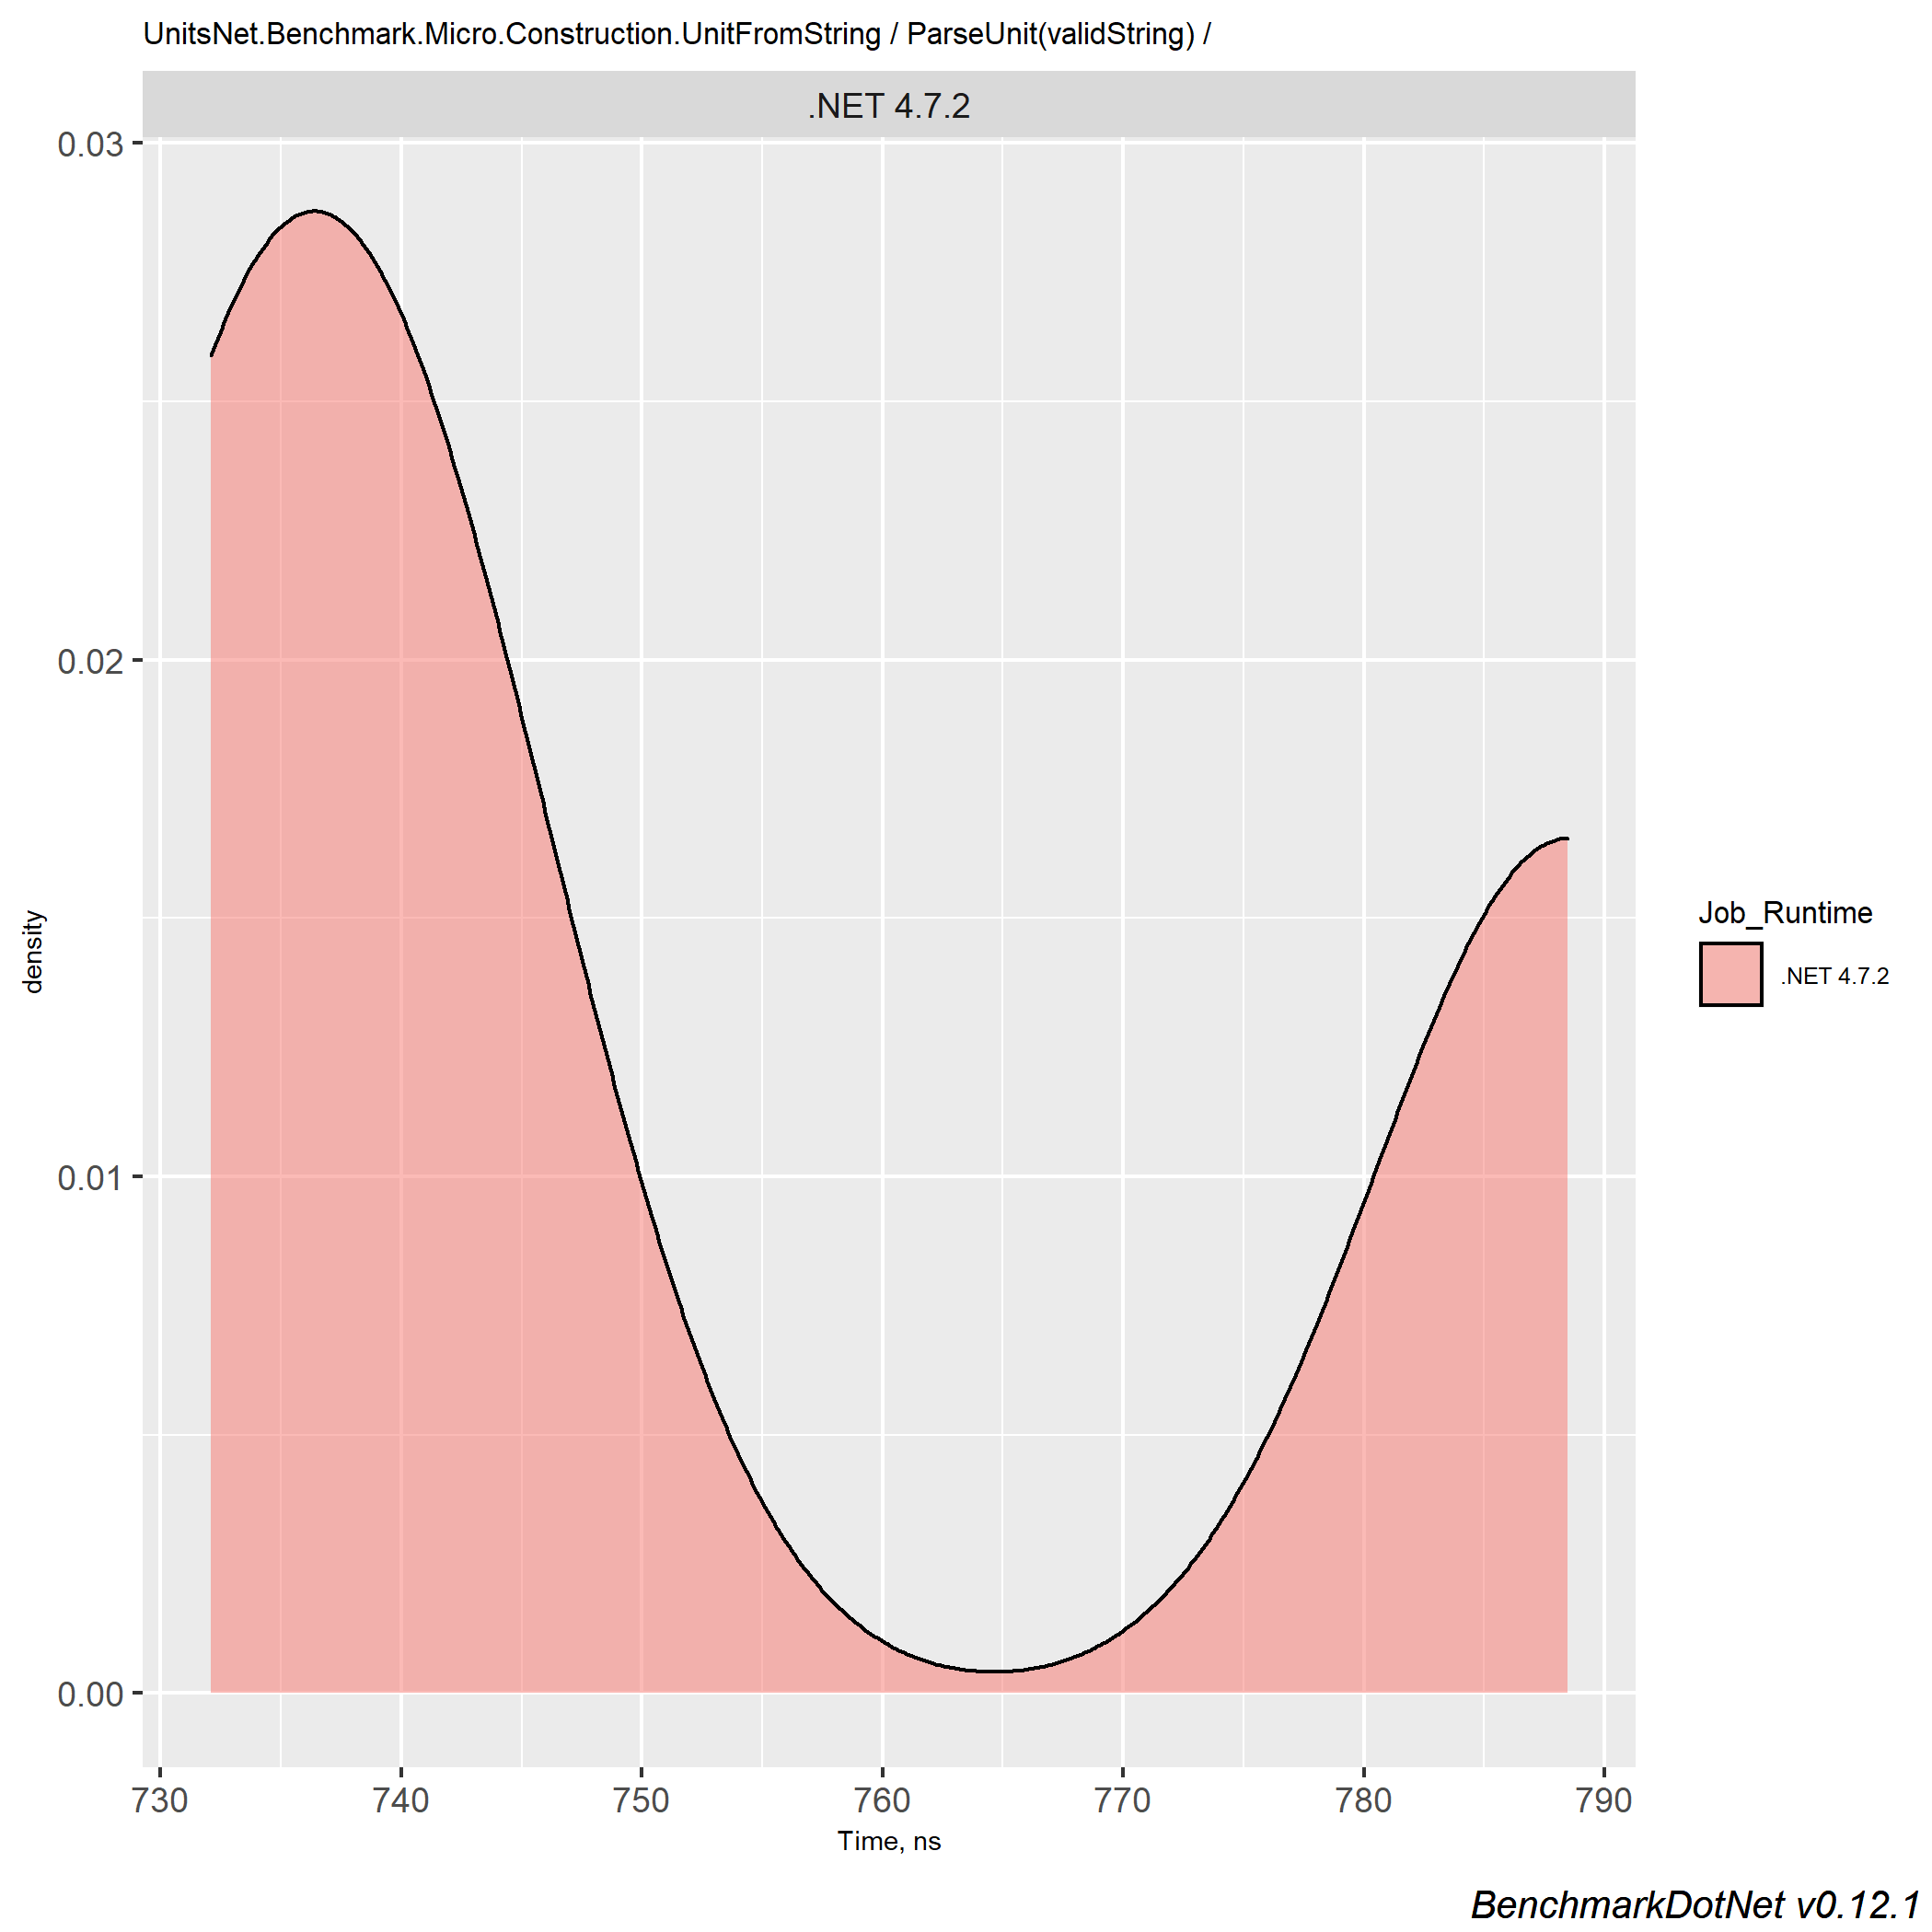 UnitsNet.Benchmark.Micro.Construction.UnitFromString / ParseUnit(validString) /
.NET 4.7.2
0.03
0.02
0.01
0.00
density
730 740 750 760 770 780 790
Time, ns
Job_Runtime
.NET 4.7.2
BenchmarkDotNet v0.12.1